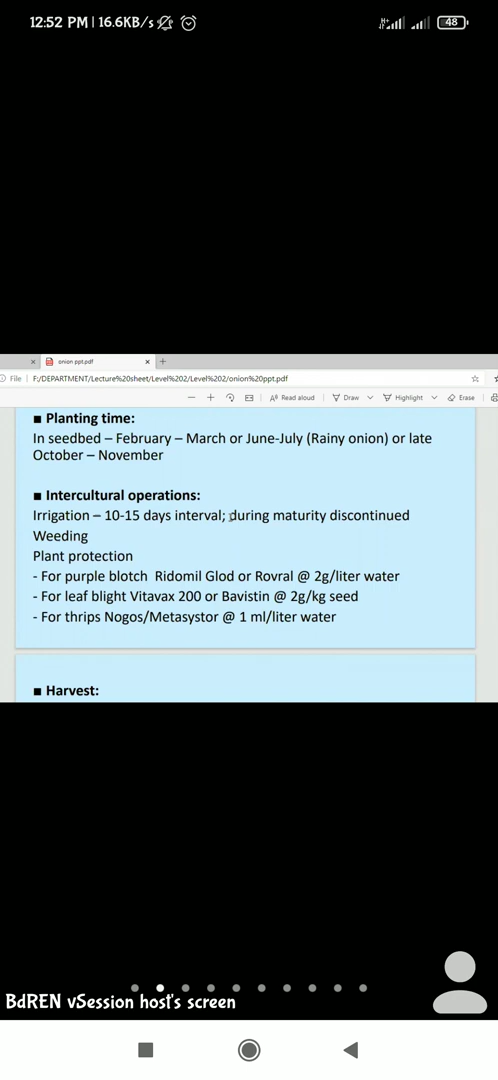 12:52 PM | 16.6KB/s
H+
48
onion ppt.pdf
File | F:/DEPARTMENT/Lecture%20sheet/Level%202/Level%202/onion%20ppt.pdf
Read aloud | Draw | Highlight | Erase
■ Planting time:
In seedbed – February – March or June-July (Rainy onion) or late
October – November
■ Intercultural operations:
Irrigation – 10-15 days interval; during maturity discontinued
Weeding
Plant protection
- For purple blotch Ridomil Glod or Rovral @ 2g/liter water
- For leaf blight Vitavax 200 or Bavistin @ 2g/kg seed
- For thrips Nogos/Metasystor @ 1 ml/liter water
■ Harvest:
BdREN vSession host's screen